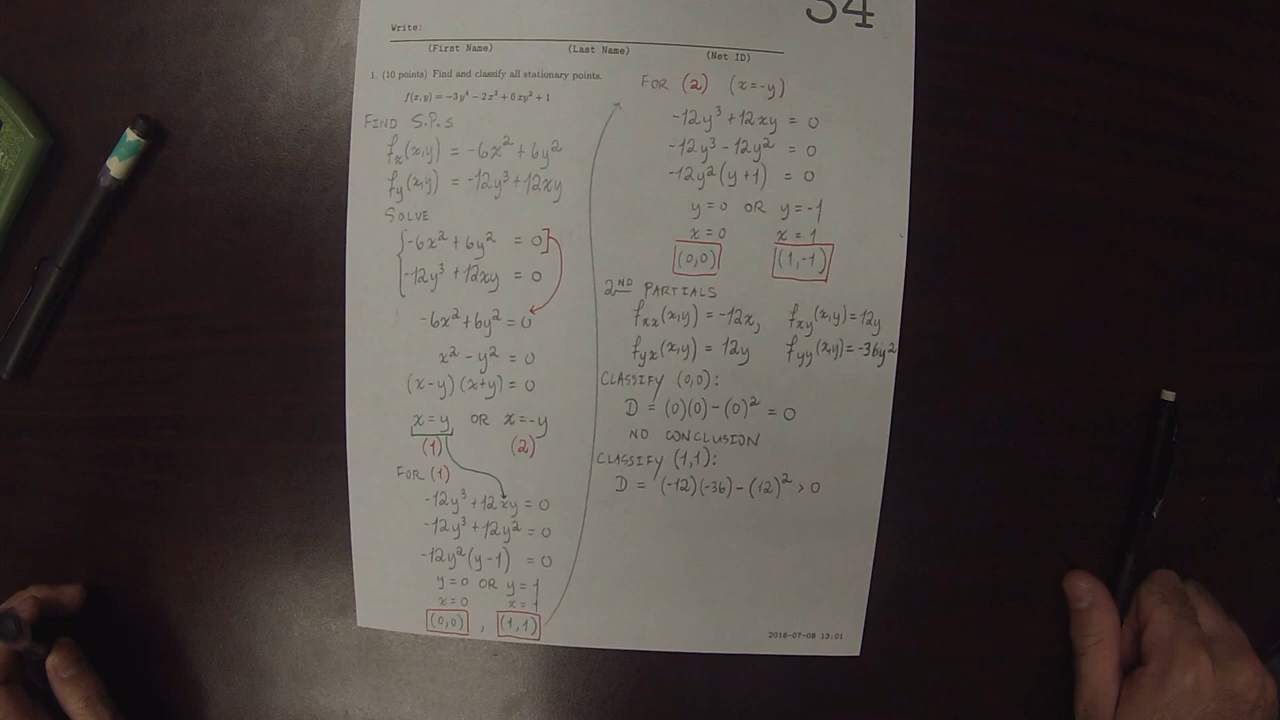 34
Write:
(First Name) (Last Name) (Net ID)
1. (10 points) Find and classify all stationary points.
f(x, y) = −3y⁴ − 2x³ + 6xy² + 1
FIND S.P.s
fₓ(x,y) = -6x² + 6y²
f_y(x,y) = -12y³ + 12xy
SOLVE
-6x² + 6y² = 0
-12y³ + 12xy = 0
-6x² + 6y² = 0
x² - y² = 0
(x-y)(x+y) = 0
x = y OR x = -y
(1) (2)
FOR (1)
-12y³ + 12xy = 0
-12y³ + 12y² = 0
-12y²(y-1) = 0
y = 0 OR y = 1
x = 0 x = 1
(0,0) , (1,1)
FOR (2) (x = -y)
-12y³ + 12xy = 0
-12y³ - 12y² = 0
-12y²(y+1) = 0
y = 0 OR y = -1
x = 0 x = 1
(0,0) (1,-1)
2ND PARTIALS
fₓₓ(x,y) = -12x, f_xy(x,y) = 12y
f_yx(x,y) = 12y f_yy(x,y) = -36y²
CLASSIFY (0,0):
D = (0)(0) - (0)² = 0
NO CONCLUSION
CLASSIFY (1,1):
D = (-12)(-36) - (12)² > 0
2016-07-08 13:01